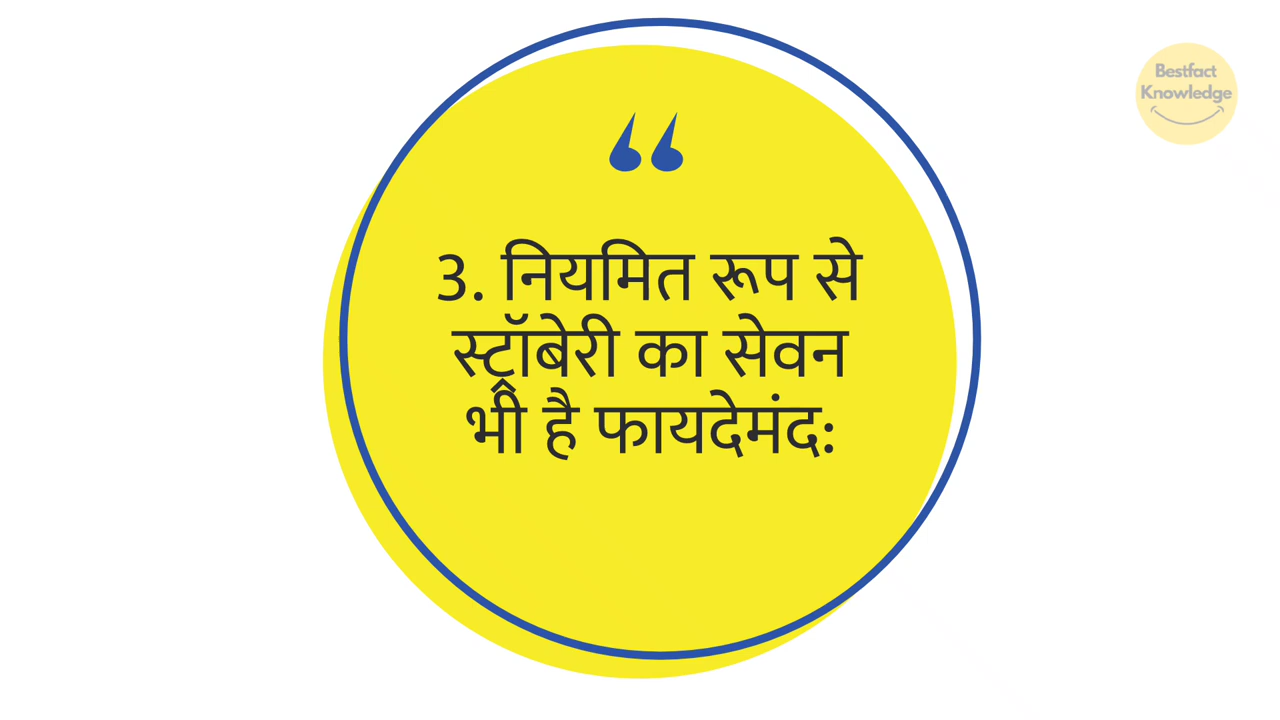 Bestfact
Knowledge
3. नियमित रूप से
स्ट्रॉबेरी का सेवन
भी है फायदेमंद: